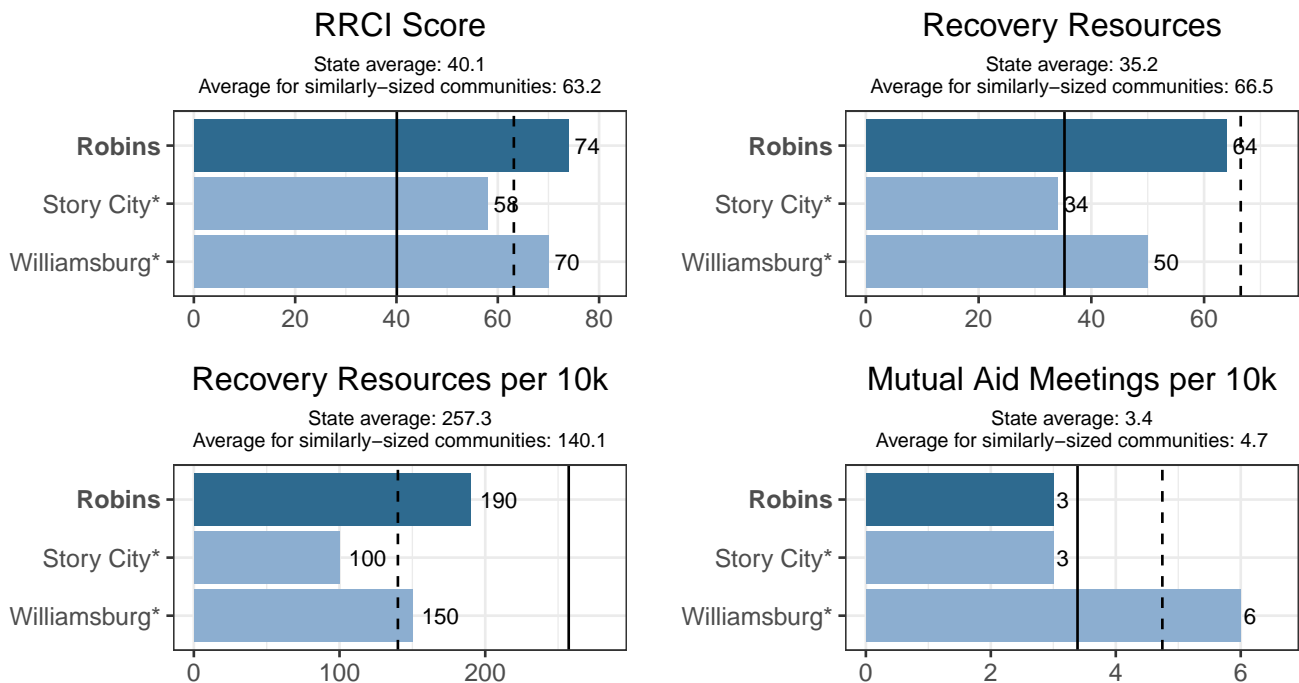 RRCI Score
State average: 40.1
Average for similarly−sized communities: 63.2
Robins
74
Story City*
58
Williamsburg*
70
0 20 40 60 80
Recovery Resources
State average: 35.2
Average for similarly−sized communities: 66.5
Robins
64
Story City*
34
Williamsburg*
50
0 20 40 60
Recovery Resources per 10k
State average: 257.3
Average for similarly−sized communities: 140.1
Robins
190
Story City*
100
Williamsburg*
150
0 100 200
Mutual Aid Meetings per 10k
State average: 3.4
Average for similarly−sized communities: 4.7
Robins
3
Story City*
3
Williamsburg*
6
0 2 4 6